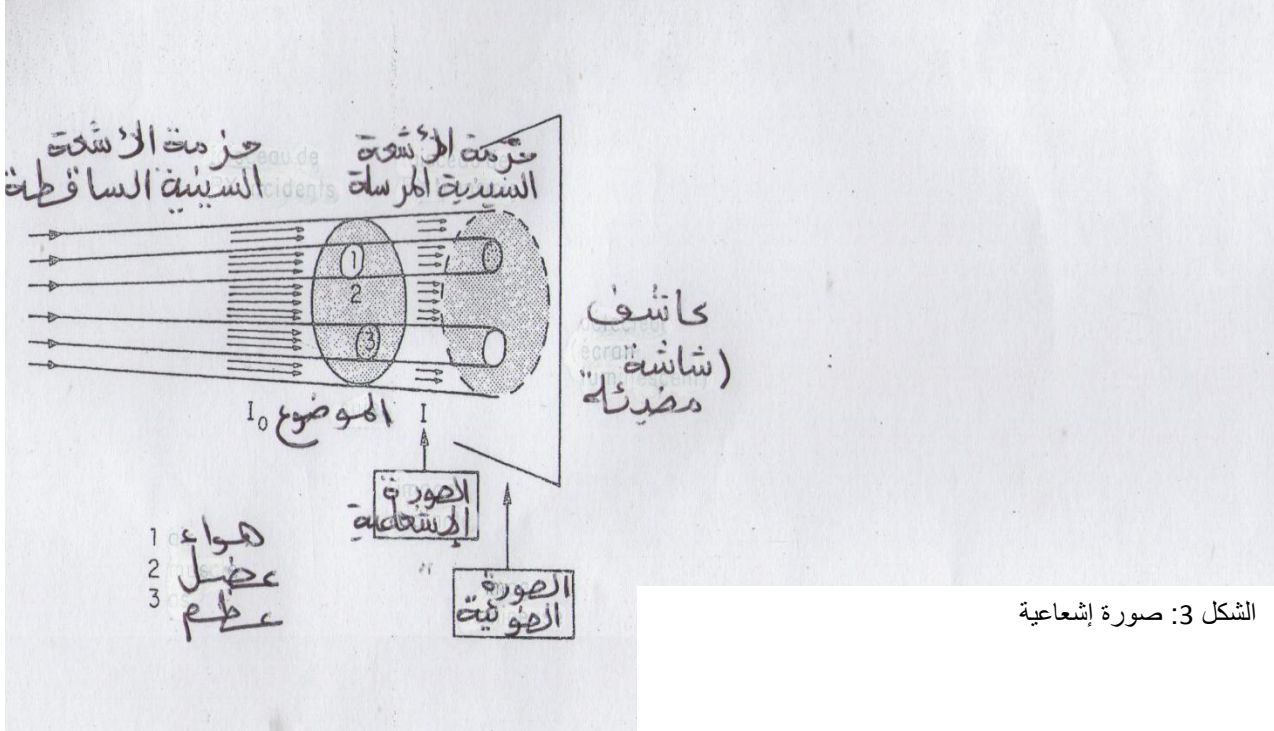 حزمة الأشعة
السينية الساقطة
حزمة الأشعة
السينية المرسلة
1
2
3
كاشف
(شاشة
مضيئة)
I₀
الموضوع
I
الصورة
الإشعاعية
1 هواء
2 عضل
3 عظم
الصورة
الضوئية
الشكل 3: صورة إشعاعية